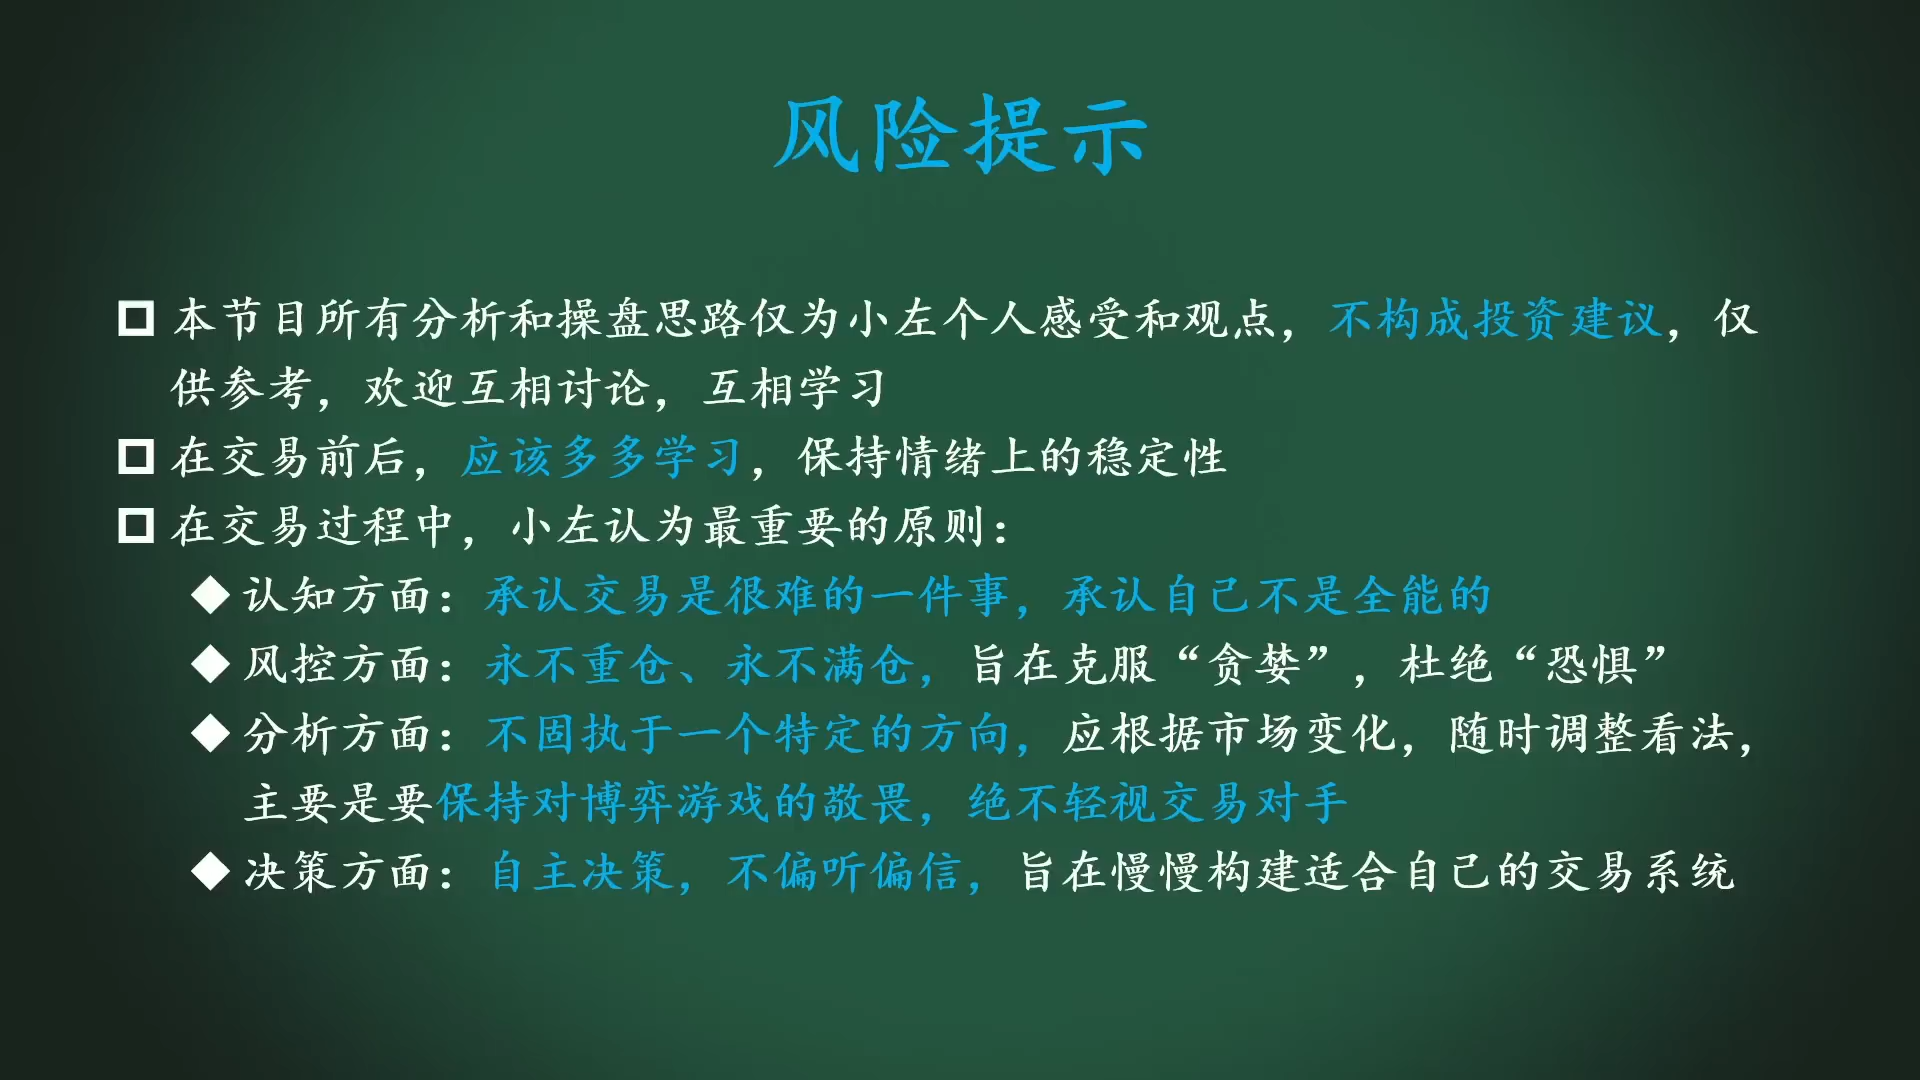 风险提示
本节目所有分析和操盘思路仅为小左个人感受和观点，不构成投资建议，仅
供参考，欢迎互相讨论，互相学习
在交易前后，应该多多学习，保持情绪上的稳定性
在交易过程中，小左认为最重要的原则：
认知方面：承认交易是很难的一件事，承认自己不是全能的
风控方面：永不重仓、永不满仓，旨在克服“贪婪”，杜绝“恐惧”
分析方面：不固执于一个特定的方向，应根据市场变化，随时调整看法，
主要是要保持对博弈游戏的敬畏，绝不轻视交易对手
决策方面：自主决策，不偏听偏信，旨在慢慢构建适合自己的交易系统